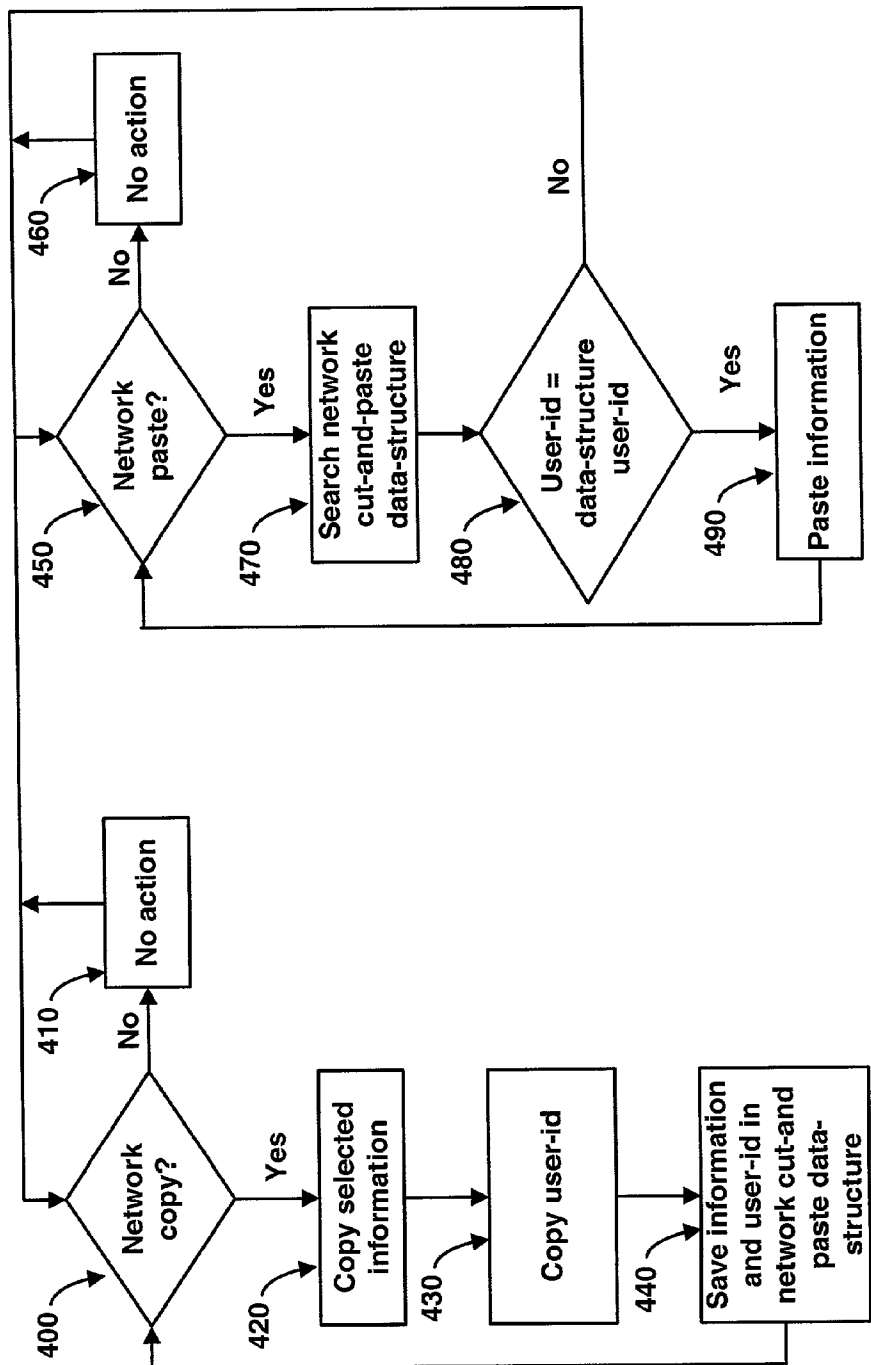 400
Network
copy?
No
410
No action
Yes
420
Copy selected
information
430
Copy user-id
440
Save information
and user-id in
network cut-and
paste data-
structure
450
Network
paste?
No
460
No action
Yes
470
Search network
cut-and-paste
data-structure
480
User-id =
data-structure
user-id
No
Yes
490
Paste information